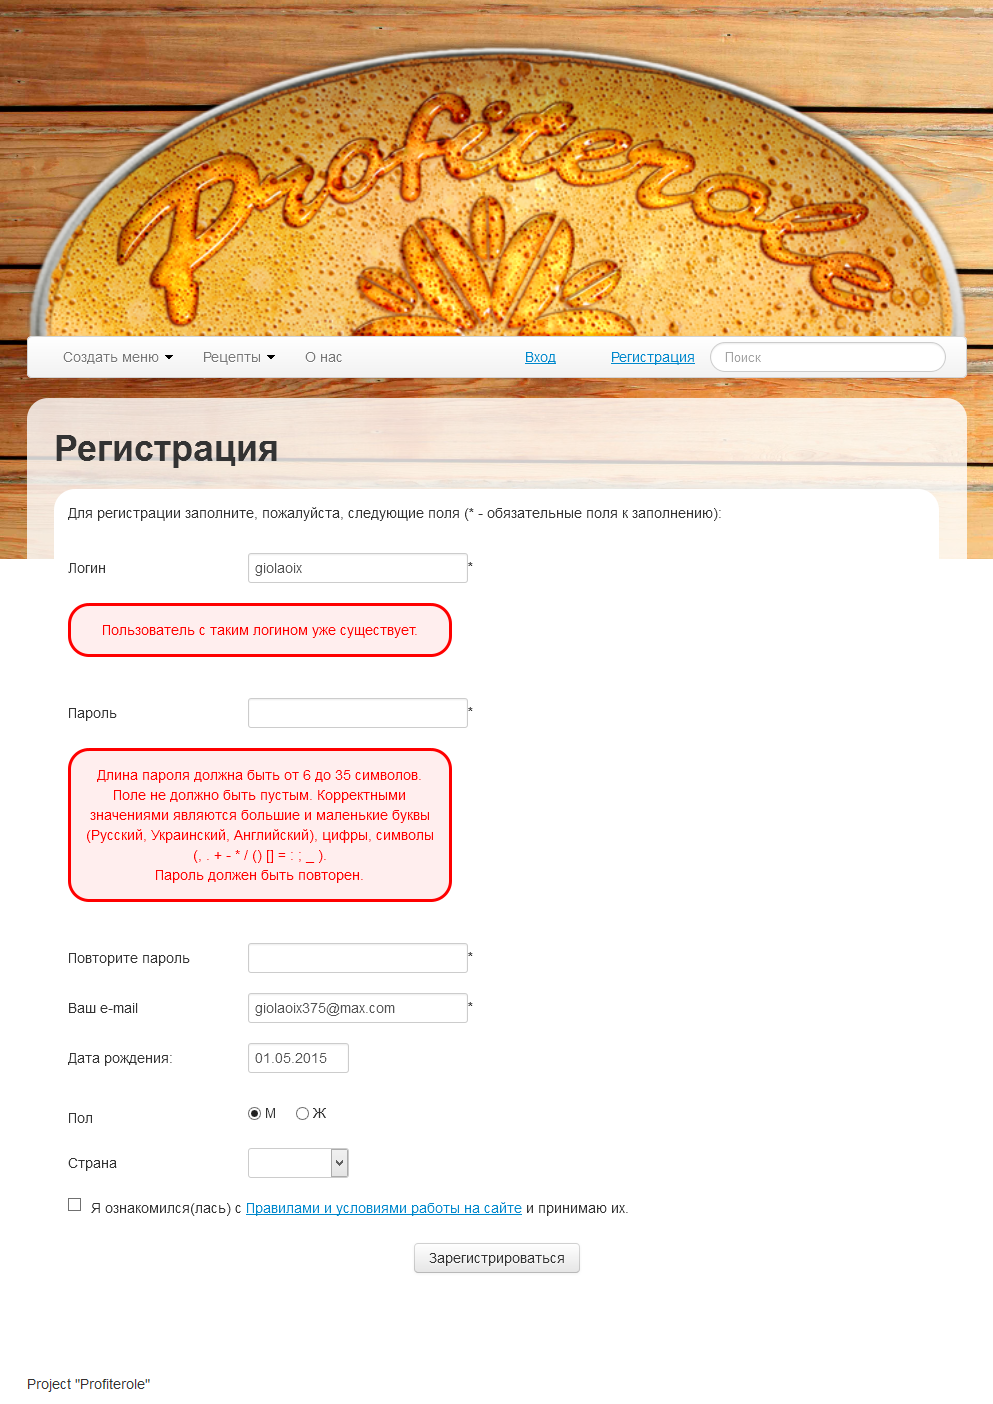 Profiterole
Создать меню
Рецепты
О нас
Вход
Регистрация
Поиск
Регистрация
Для регистрации заполните, пожалуйста, следующие поля (* - обязательные поля к заполнению):
Логин
giolaoix
*
Пользователь с таким логином уже существует.
Пароль
*
Длина пароля должна быть от 6 до 35 символов.
Поле не должно быть пустым. Корректными
значениями являются большие и маленькие буквы
(Русский, Украинский, Английский), цифры, символы
(, . + - * / () [] = : ; _ ).
Пароль должен быть повторен.
Повторите пароль
*
Ваш e-mail
giolaoix375@max.com
*
Дата рождения:
01.05.2015
Пол
М
Ж
Страна
Я ознакомился(лась) с Правилами и условиями работы на сайте и принимаю их.
Зарегистрироваться
Project "Profiterole"